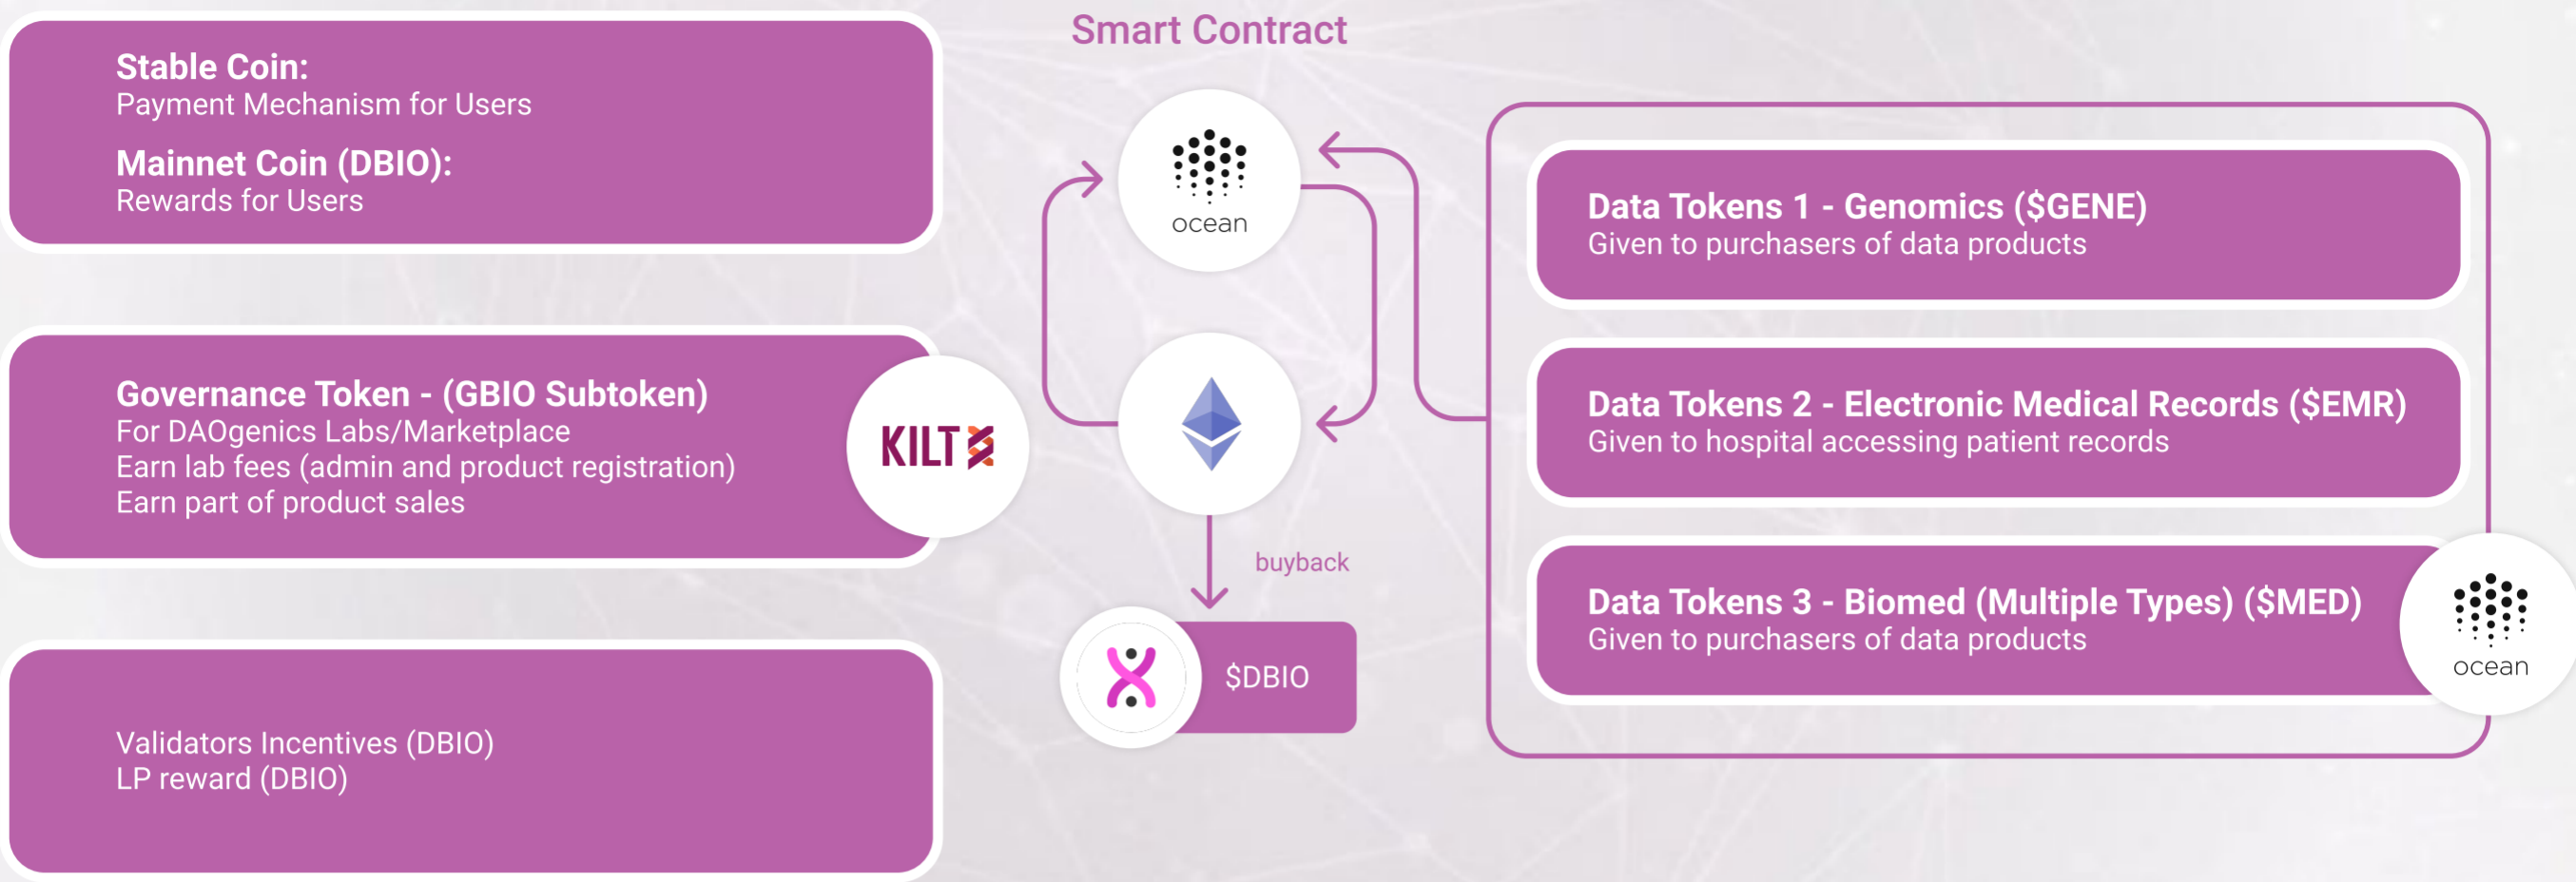 Stable Coin:
Payment Mechanism for Users
Mainnet Coin (DBIO):
Rewards for Users
Governance Token - (GBIO Subtoken)
For DAOgenics Labs/Marketplace
Earn lab fees (admin and product registration)
Earn part of product sales
KILT
Validators Incentives (DBIO)
LP reward (DBIO)
Smart Contract
ocean
buyback
$DBIO
Data Tokens 1 - Genomics ($GENE)
Given to purchasers of data products
Data Tokens 2 - Electronic Medical Records ($EMR)
Given to hospital accessing patient records
Data Tokens 3 - Biomed (Multiple Types) ($MED)
Given to purchasers of data products
ocean